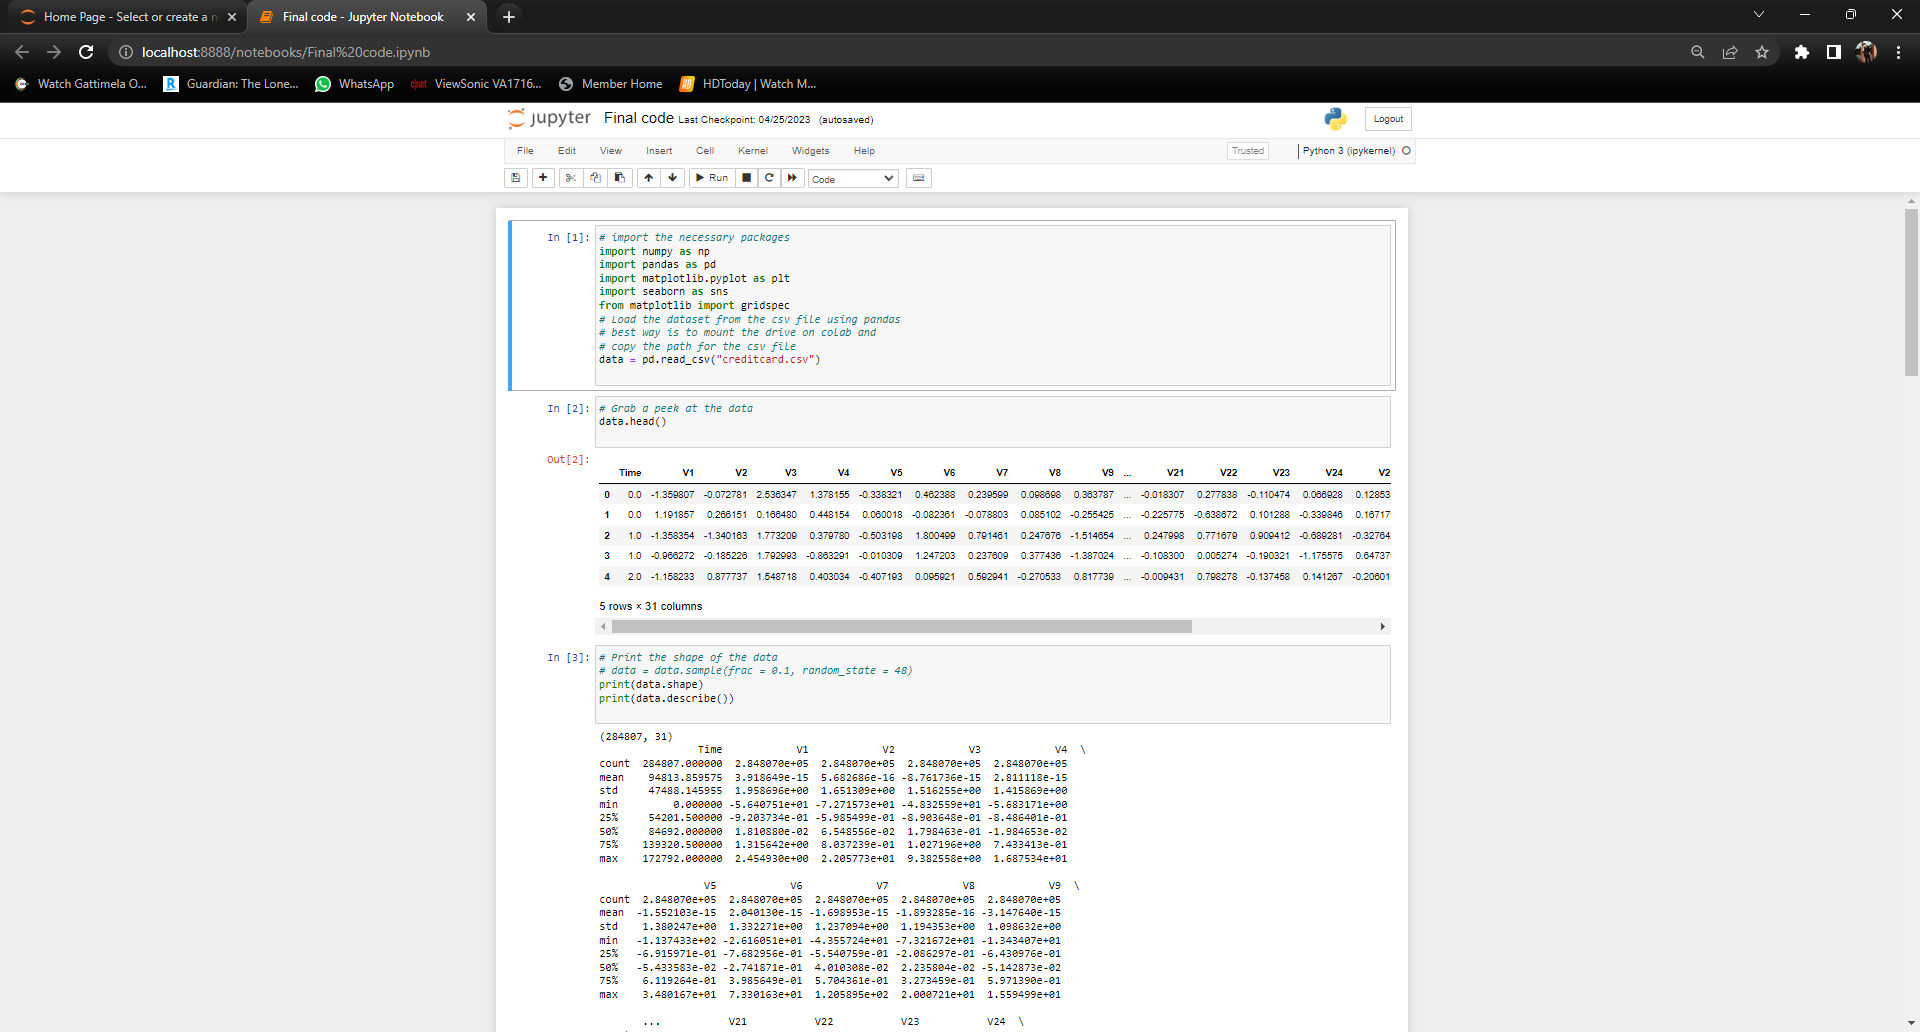 Home Page - Select or create a n
Final code - Jupyter Notebook
localhost:8888/notebooks/Final%20code.ipynb
Watch Gattimela O...
R Guardian: The Lone...
WhatsApp
c|net ViewSonic VA1716...
Member Home
HD HDToday | Watch M...
jupyter Final code Last Checkpoint: 04/25/2023 (autosaved)
Logout
File Edit View Insert Cell Kernel Widgets Help
Trusted
Python 3 (ipykernel)
Run
Code
In [1]: # import the necessary packages
import numpy as np
import pandas as pd
import matplotlib.pyplot as plt
import seaborn as sns
from matplotlib import gridspec
# Load the dataset from the csv file using pandas
# best way is to mount the drive on colab and
# copy the path for the csv file
data = pd.read_csv("creditcard.csv")
In [2]: # Grab a peek at the data
data.head()
Out[2]:
Time V1 V2 V3 V4 V5 V6 V7 V8 V9 ... V21 V22 V23 V24 V2
0 0.0 -1.359807 -0.072781 2.536347 1.378155 -0.338321 0.462388 0.239599 0.098698 0.363787 ... -0.018307 0.277838 -0.110474 0.066928 0.12853
1 0.0 1.191857 0.266151 0.166480 0.448154 0.060018 -0.082361 -0.078803 0.085102 -0.255425 ... -0.225775 -0.638672 0.101288 -0.339846 0.16717
2 1.0 -1.358354 -1.340163 1.773209 0.379780 -0.503198 1.800499 0.791461 0.247676 -1.514654 ... 0.247998 0.771679 0.909412 -0.689281 -0.32764
3 1.0 -0.966272 -0.185226 1.792993 -0.863291 -0.010309 1.247203 0.237609 0.377436 -1.387024 ... -0.108300 0.005274 -0.190321 -1.175575 0.64737
4 2.0 -1.158233 0.877737 1.548718 0.403034 -0.407193 0.095921 0.592941 -0.270533 0.817739 ... -0.009431 0.798278 -0.137458 0.141267 -0.20601
5 rows × 31 columns
In [3]: # Print the shape of the data
# data = data.sample(frac = 0.1, random_state = 48)
print(data.shape)
print(data.describe())
(284807, 31)
Time V1 V2 V3 V4 \
count 284807.000000 2.848070e+05 2.848070e+05 2.848070e+05 2.848070e+05
mean 94813.859575 3.918649e-15 5.682686e-16 -8.761736e-15 2.811118e-15
std 47488.145955 1.958696e+00 1.651309e+00 1.516255e+00 1.415869e+00
min 0.000000 -5.640751e+01 -7.271573e+01 -4.832559e+01 -5.683171e+00
25% 54201.500000 -9.203734e-01 -5.985499e-01 -8.903648e-01 -8.486401e-01
50% 84692.000000 1.810880e-02 6.548556e-02 1.798463e-01 -1.984653e-02
75% 139320.500000 1.315642e+00 8.037239e-01 1.027196e+00 7.433413e-01
max 172792.000000 2.454930e+00 2.205773e+01 9.382558e+00 1.687534e+01
V5 V6 V7 V8 V9 \
count 2.848070e+05 2.848070e+05 2.848070e+05 2.848070e+05 2.848070e+05
mean -1.552103e-15 2.040130e-15 -1.698953e-15 -1.893285e-16 -3.147640e-15
std 1.380247e+00 1.332271e+00 1.237094e+00 1.194353e+00 1.098632e+00
min -1.137433e+02 -2.616051e+01 -4.355724e+01 -7.321672e+01 -1.343407e+01
25% -6.915971e-01 -7.682956e-01 -5.540759e-01 -2.086297e-01 -6.430976e-01
50% -5.433583e-02 -2.741871e-01 4.010308e-02 2.235804e-02 -5.142873e-02
75% 6.119264e-01 3.985649e-01 5.704361e-01 3.273459e-01 5.971390e-01
max 3.480167e+01 7.330163e+01 1.205895e+02 2.000721e+01 1.559499e+01
... V21 V22 V23 V24 \